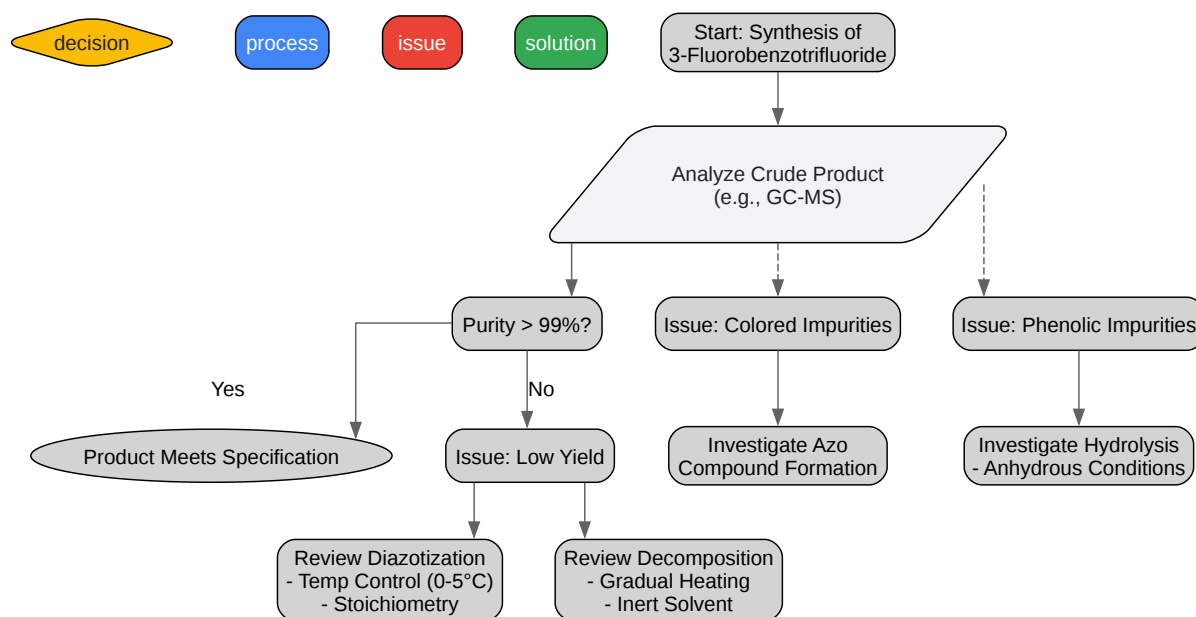 decision
process
issue
solution
Start: Synthesis of
3-Fluorobenzotrifluoride
Analyze Crude Product
(e.g., GC-MS)
Purity > 99%?
Issue: Colored Impurities
Issue: Phenolic Impurities
Yes
No
Product Meets Specification
Issue: Low Yield
Investigate Azo
Compound Formation
Investigate Hydrolysis
- Anhydrous Conditions
Review Diazotization
- Temp Control (0-5°C)
- Stoichiometry
Review Decomposition
- Gradual Heating
- Inert Solvent